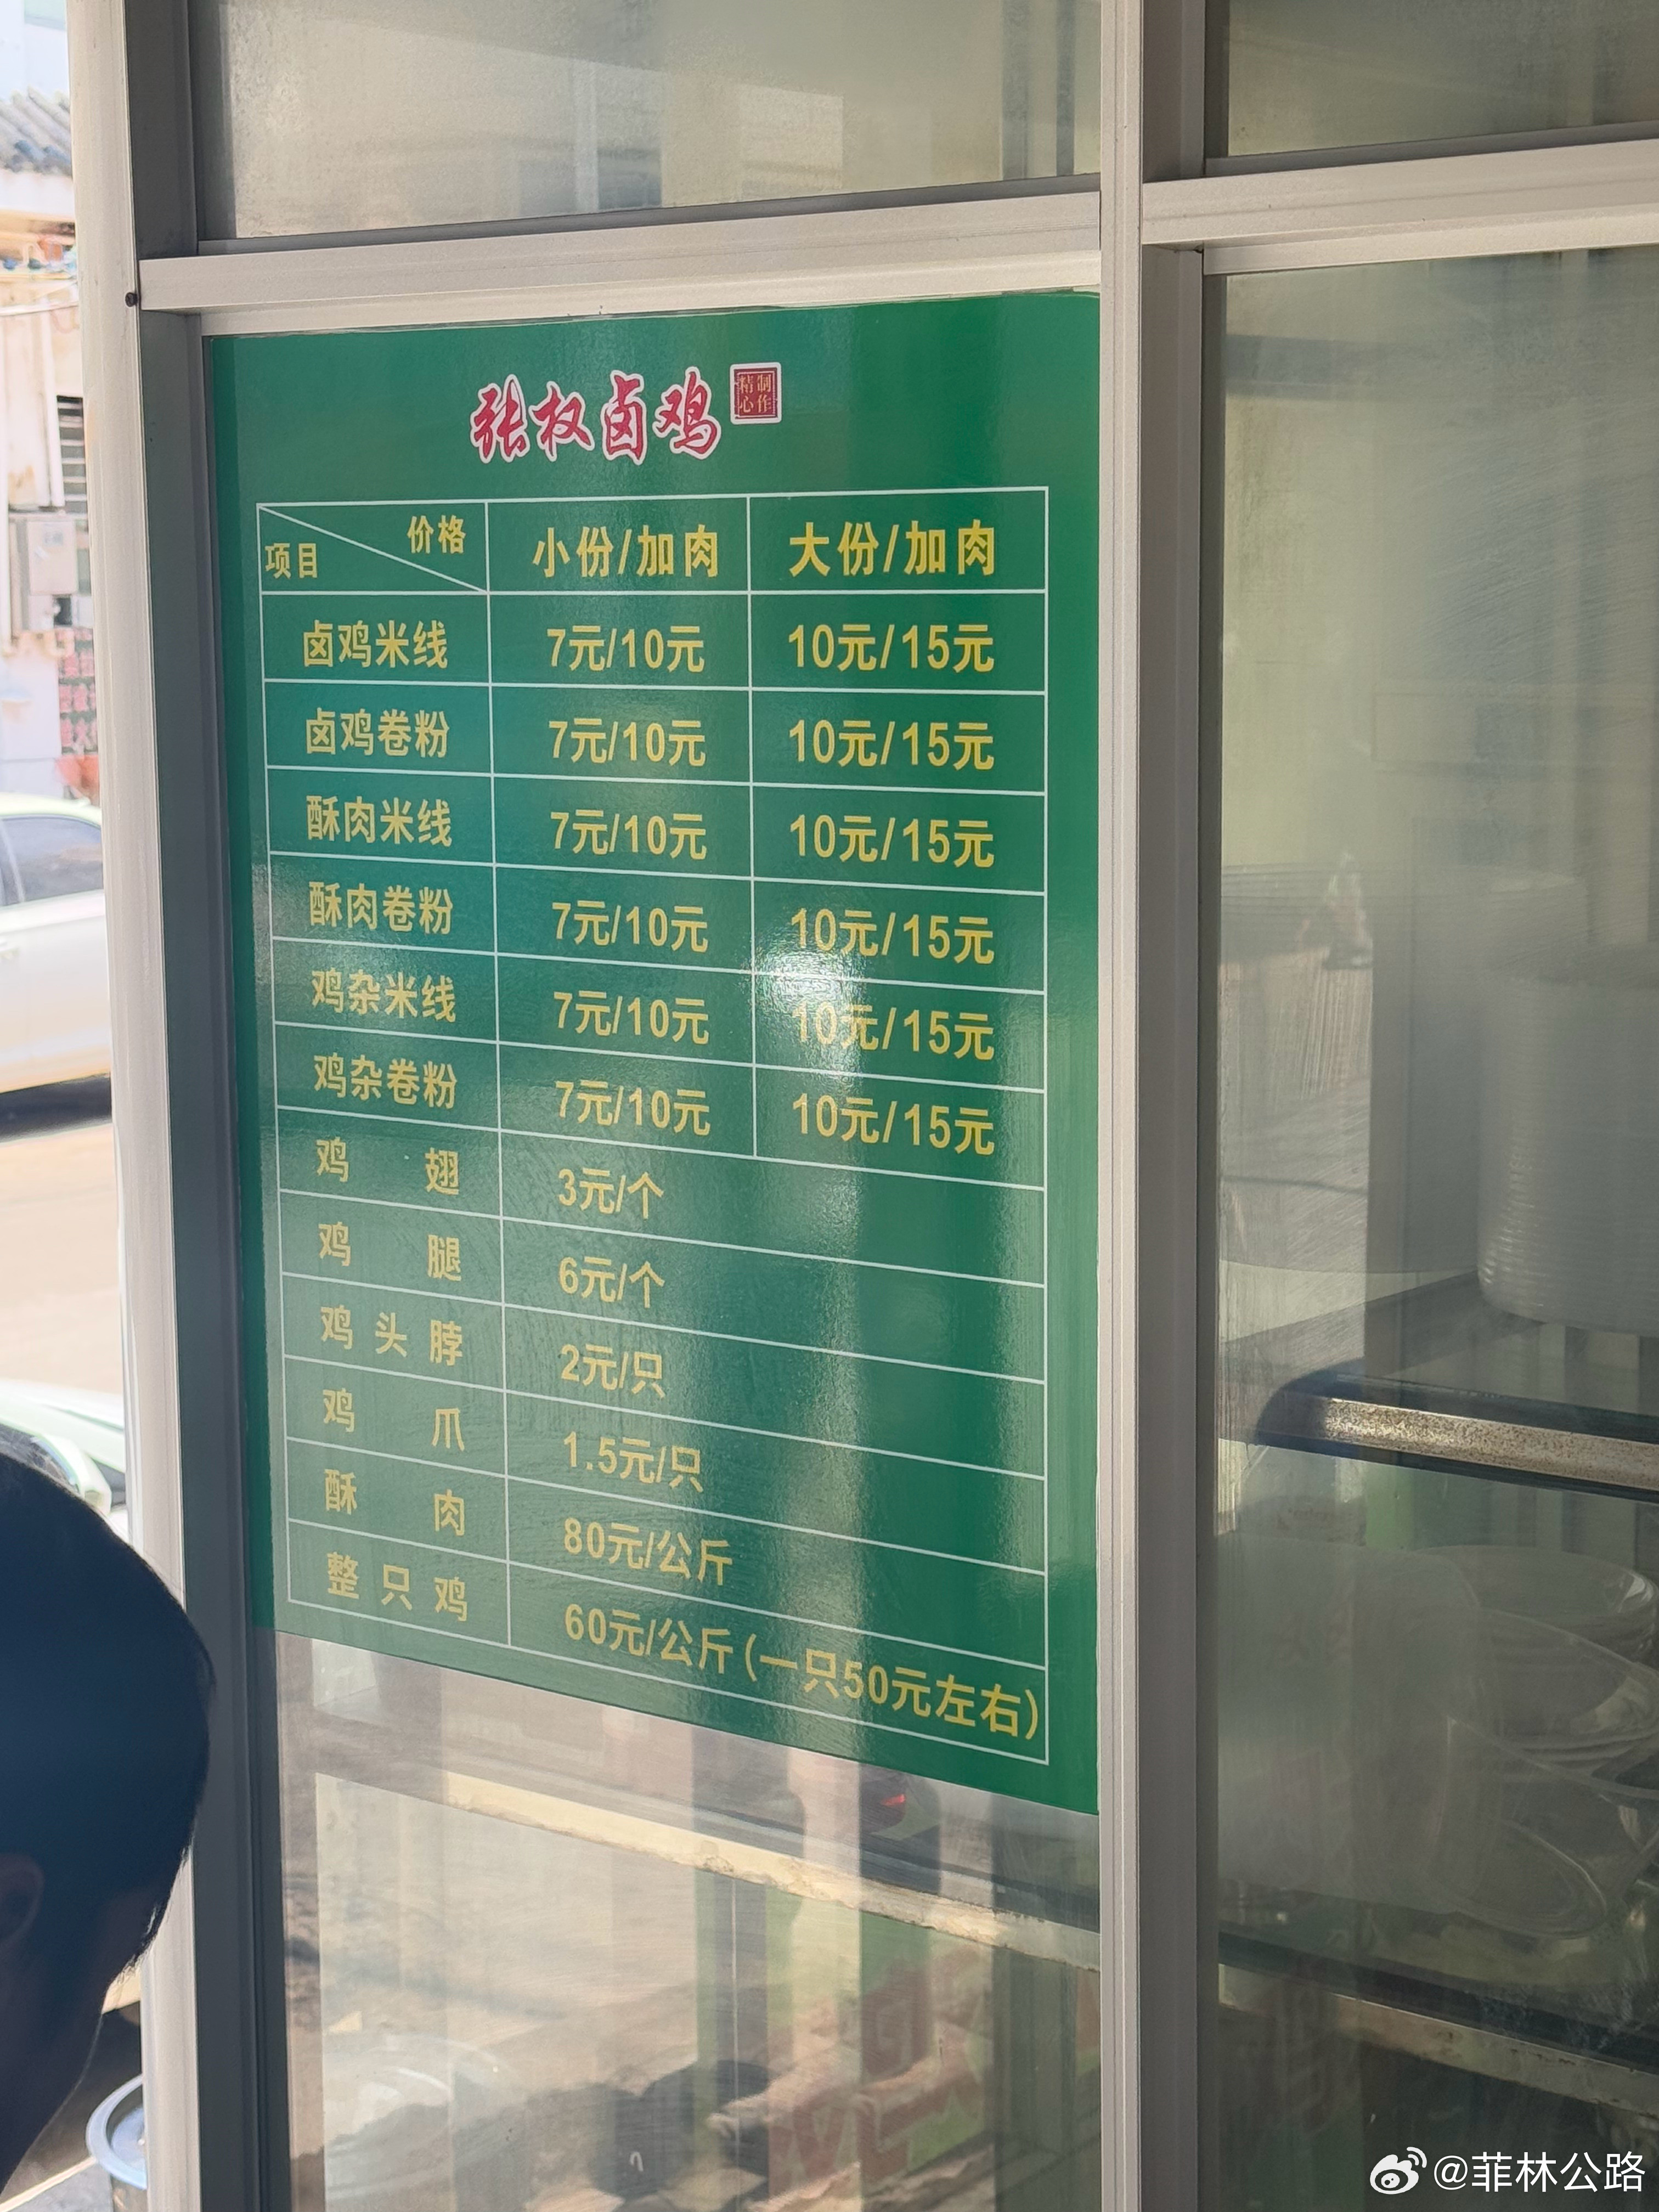 张权卤鸡 精心制作
项目 价格 小份/加肉 大份/加肉
卤鸡米线 7元/10元 10元/15元
卤鸡卷粉 7元/10元 10元/15元
酥肉米线 7元/10元 10元/15元
酥肉卷粉 7元/10元 10元/15元
鸡杂米线 7元/10元 10元/15元
鸡杂卷粉 7元/10元 10元/15元
鸡翅 3元/个
鸡腿 6元/个
鸡头脖 2元/只
鸡爪 1.5元/只
酥肉 80元/公斤
整只鸡 60元/公斤(一只50元左右)
@菲林公路